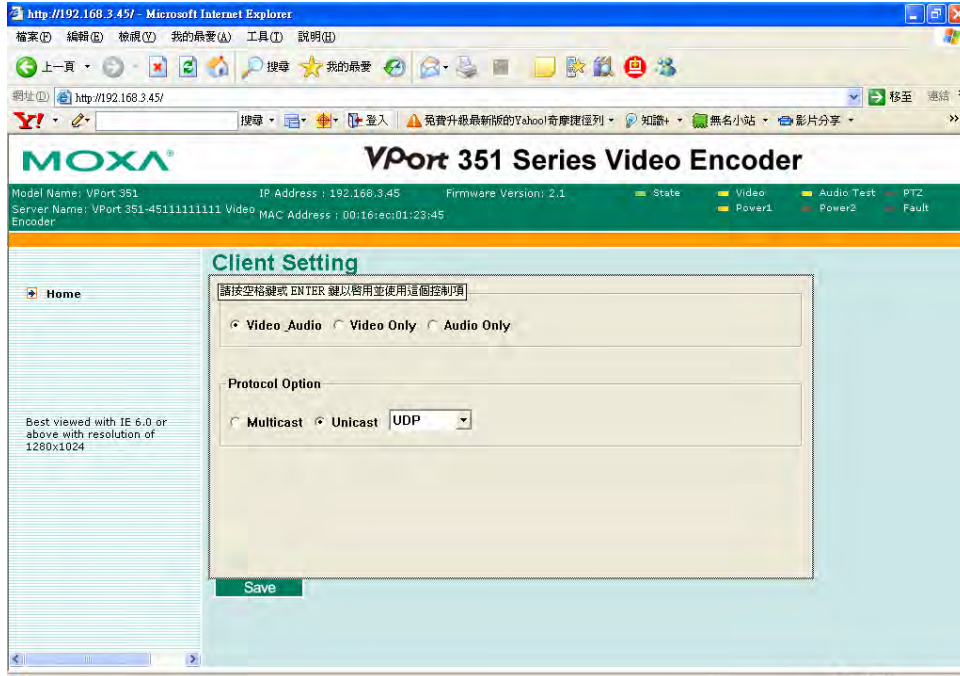 http://192.168.3.45/ - Microsoft Internet Explorer
檔案(F) 編輯(E) 檢視(V) 我的最愛(A) 工具(T) 說明(H)
上一頁 搜尋 我的最愛
網址(D) http://192.168.3.45/ 移至 連結
Y! 搜尋 登入 免費升級最新版的Yahoo!奇摩捷徑列 知識+ 無名小站 影片分享 »
MOXA VPort 351 Series Video Encoder
Model Name: VPort 351 IP Address : 192.168.3.45 Firmware Version: 2.1 State Video Audio Test PTZ
Server Name: VPort 351-45111111111 Video Encoder MAC Address : 00:16:ec:01:23:45 Power1 Power2 Fault
Client Setting
Home
請按空格鍵或 ENTER 鍵以啓用並使用這個控制項
Video_Audio Video Only Audio Only
Protocol Option
Multicast Unicast UDP
Best viewed with IE 6.0 or
above with resolution of
1280x1024
Save